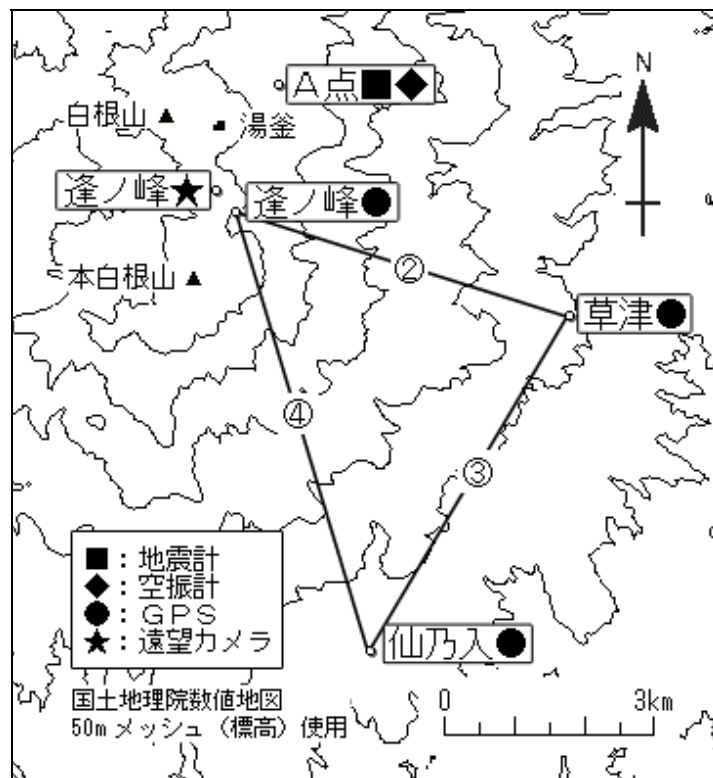 A点■◆
N
白根山▲
湯釜
逢ノ峰★
逢ノ峰●
②
本白根山▲
草津●
④
③
■：地震計
◆：空振計
●：GPS
★：遠望カメラ
仙乃入●
国土地理院数値地図
50mメッシュ（標高）使用
0 3km